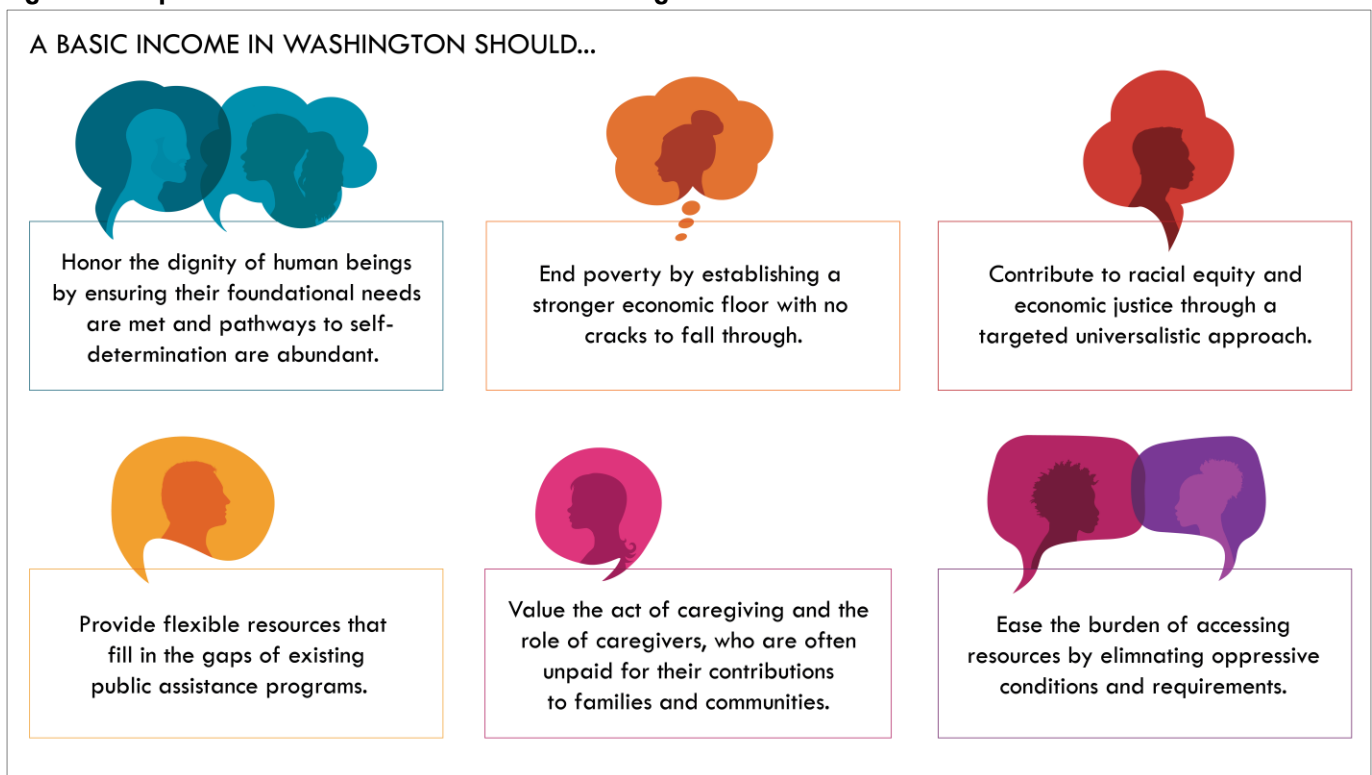 A BASIC INCOME IN WASHINGTON SHOULD...
Honor the dignity of human beings
by ensuring their foundational needs
are met and pathways to self-
determination are abundant.
End poverty by establishing a
stronger economic floor with no
cracks to fall through.
Contribute to racial equity and
economic justice through a
targeted universalistic approach.
Provide flexible resources that
fill in the gaps of existing
public assistance programs.
Value the act of caregiving and the
role of caregivers, who are often
unpaid for their contributions
to families and communities.
Ease the burden of accessing
resources by elimnating oppressive
conditions and requirements.